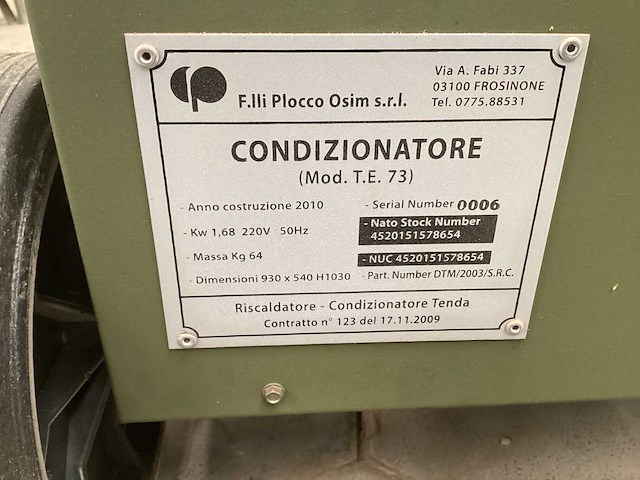 F.lli Plocco Osim s.r.l.
Via A. Fabi 337
03100 FROSINONE
Tel. 0775.88531
CONDIZIONATORE
(Mod. T.E. 73)
- Anno costruzione 2010
- Kw 1,68 220V 50Hz
- Massa Kg 64
- Dimensioni 930 x 540 H1030
- Serial Number 0006
- Nato Stock Number
4520151578654
- NUC 4520151578654
- Part. Number DTM/2003/S.R.C.
Riscaldatore - Condizionatore Tenda
Contratto n° 123 del 17.11.2009